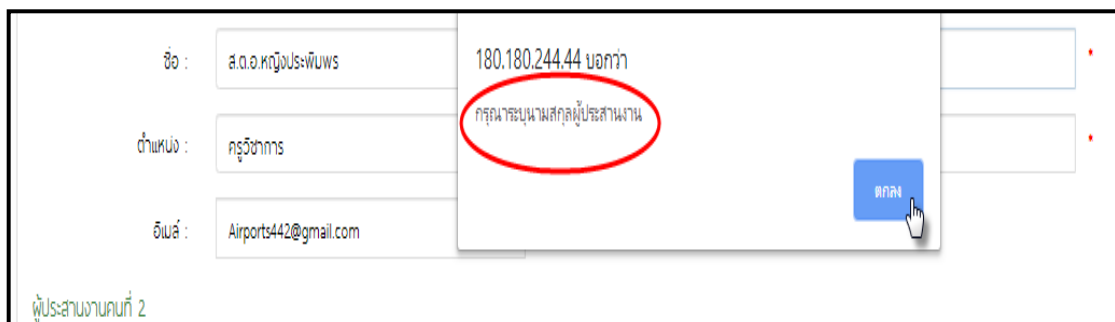 ชื่อ : ส.ต.อ.หญิงประพิมพร *
180.180.244.44 บอกว่า
กรุณาระบุนามสกุลผู้ประสานงาน
ตำแหน่ง : ครูวิชาการ *
ตกลง
อีเมล์ : Airports442@gmail.com
ผู้ประสานงานคนที่ 2